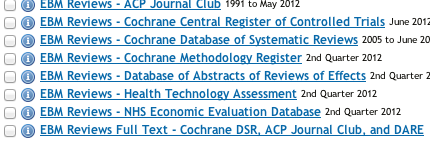 EBM Reviews - ACP Journal Club 1991 to May 2012
EBM Reviews - Cochrane Central Register of Controlled Trials June 2012
EBM Reviews - Cochrane Database of Systematic Reviews 2005 to June 20
EBM Reviews - Cochrane Methodology Register 2nd Quarter 2012
EBM Reviews - Database of Abstracts of Reviews of Effects 2nd Quarter 2
EBM Reviews - Health Technology Assessment 2nd Quarter 2012
EBM Reviews - NHS Economic Evaluation Database 2nd Quarter 2012
EBM Reviews Full Text - Cochrane DSR, ACP Journal Club, and DARE